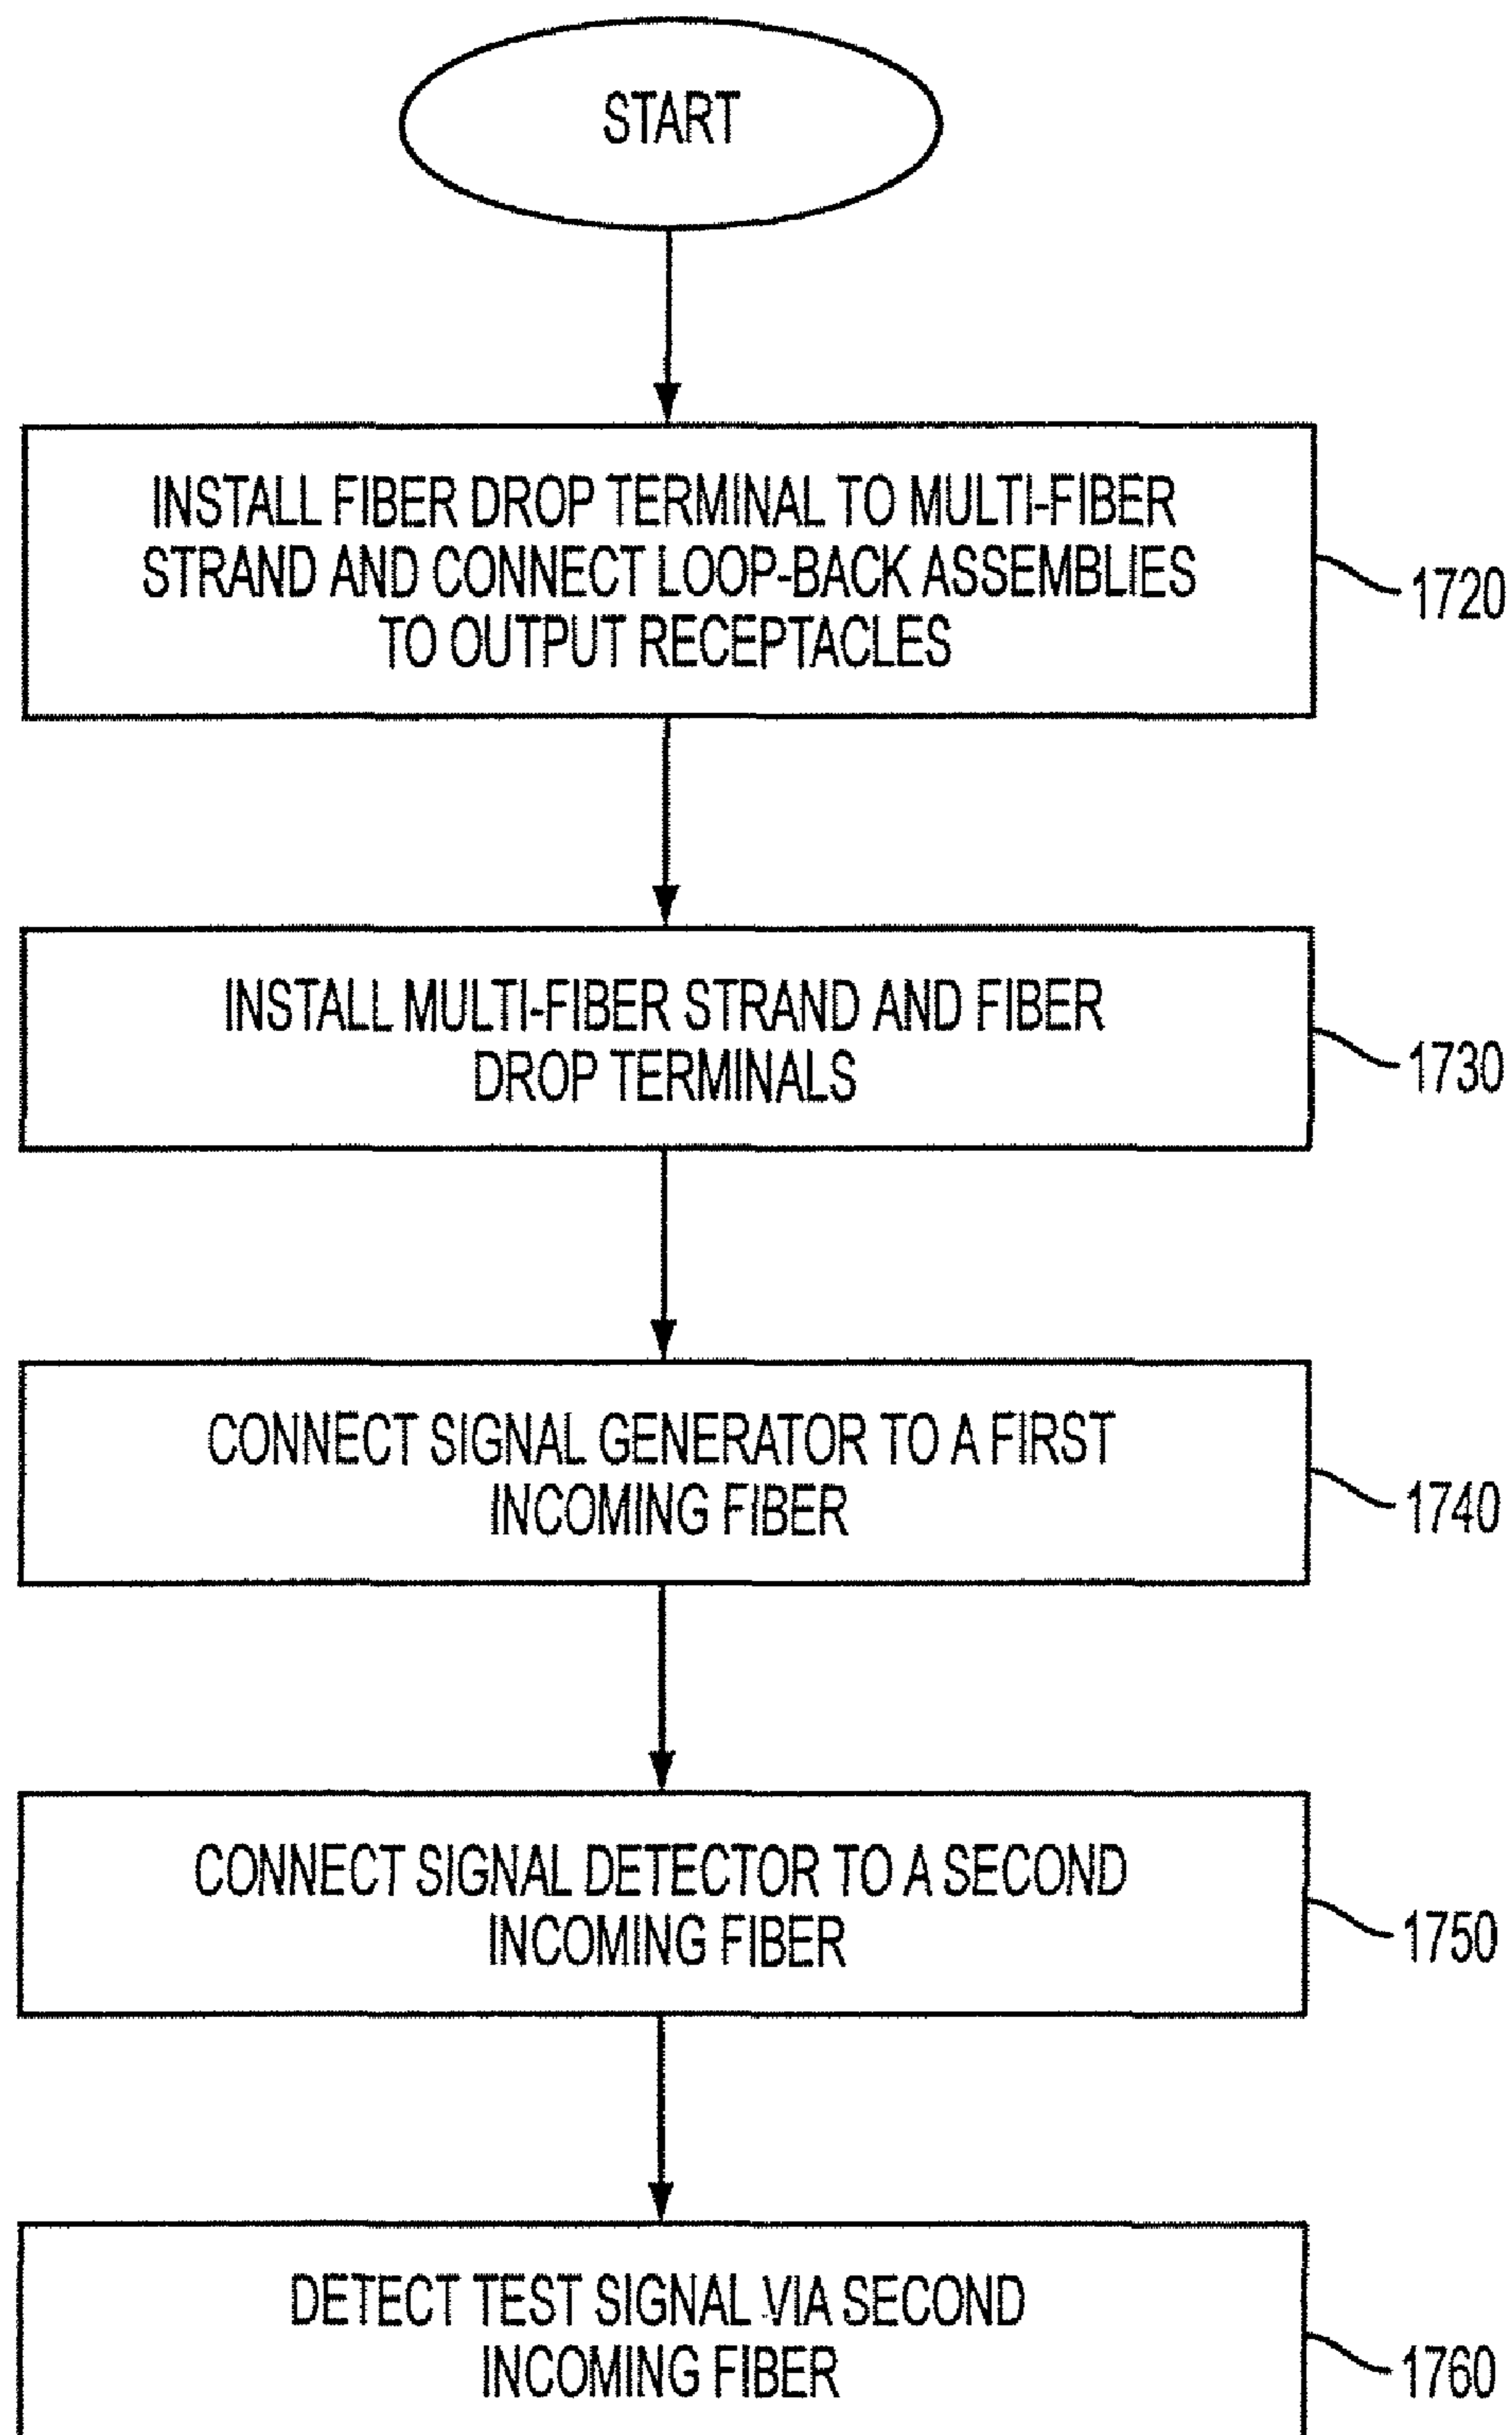 START
INSTALL FIBER DROP TERMINAL TO MULTI-FIBER
STRAND AND CONNECT LOOP-BACK ASSEMBLIES
TO OUTPUT RECEPTACLES
1720
INSTALL MULTI-FIBER STRAND AND FIBER
DROP TERMINALS
1730
CONNECT SIGNAL GENERATOR TO A FIRST
INCOMING FIBER
1740
CONNECT SIGNAL DETECTOR TO A SECOND
INCOMING FIBER
1750
DETECT TEST SIGNAL VIA SECOND
INCOMING FIBER
1760